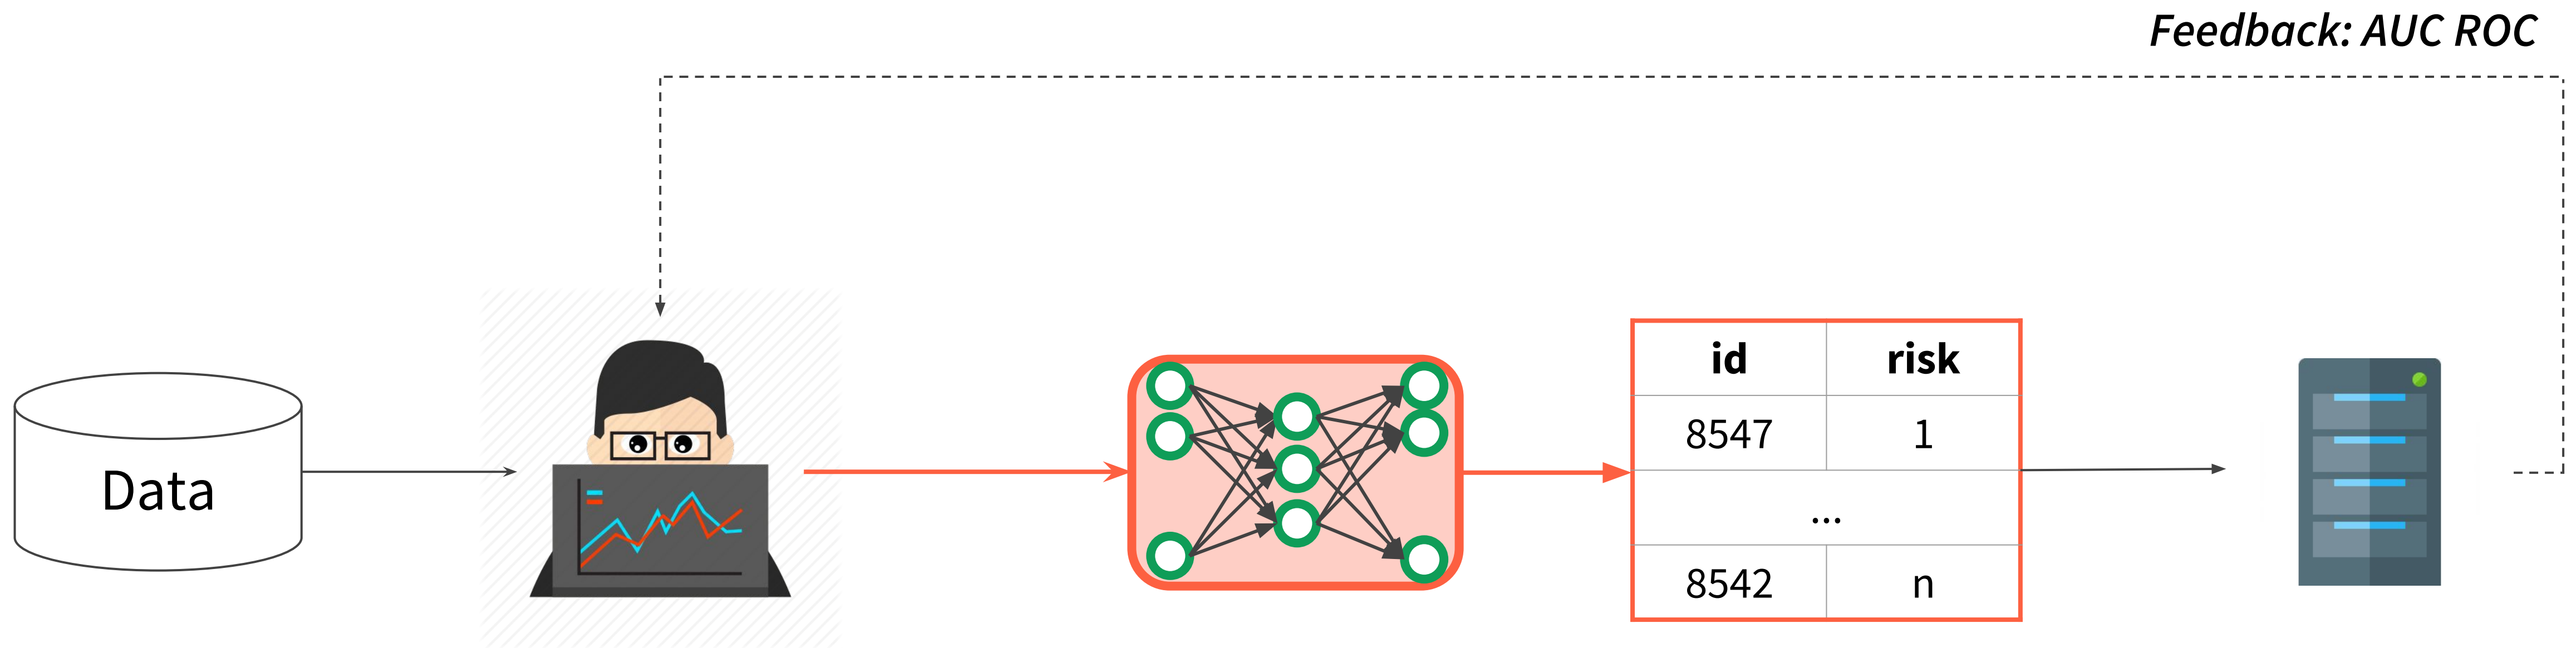 Feedback: AUC ROC
Data
id risk
8547 1
...
8542 n